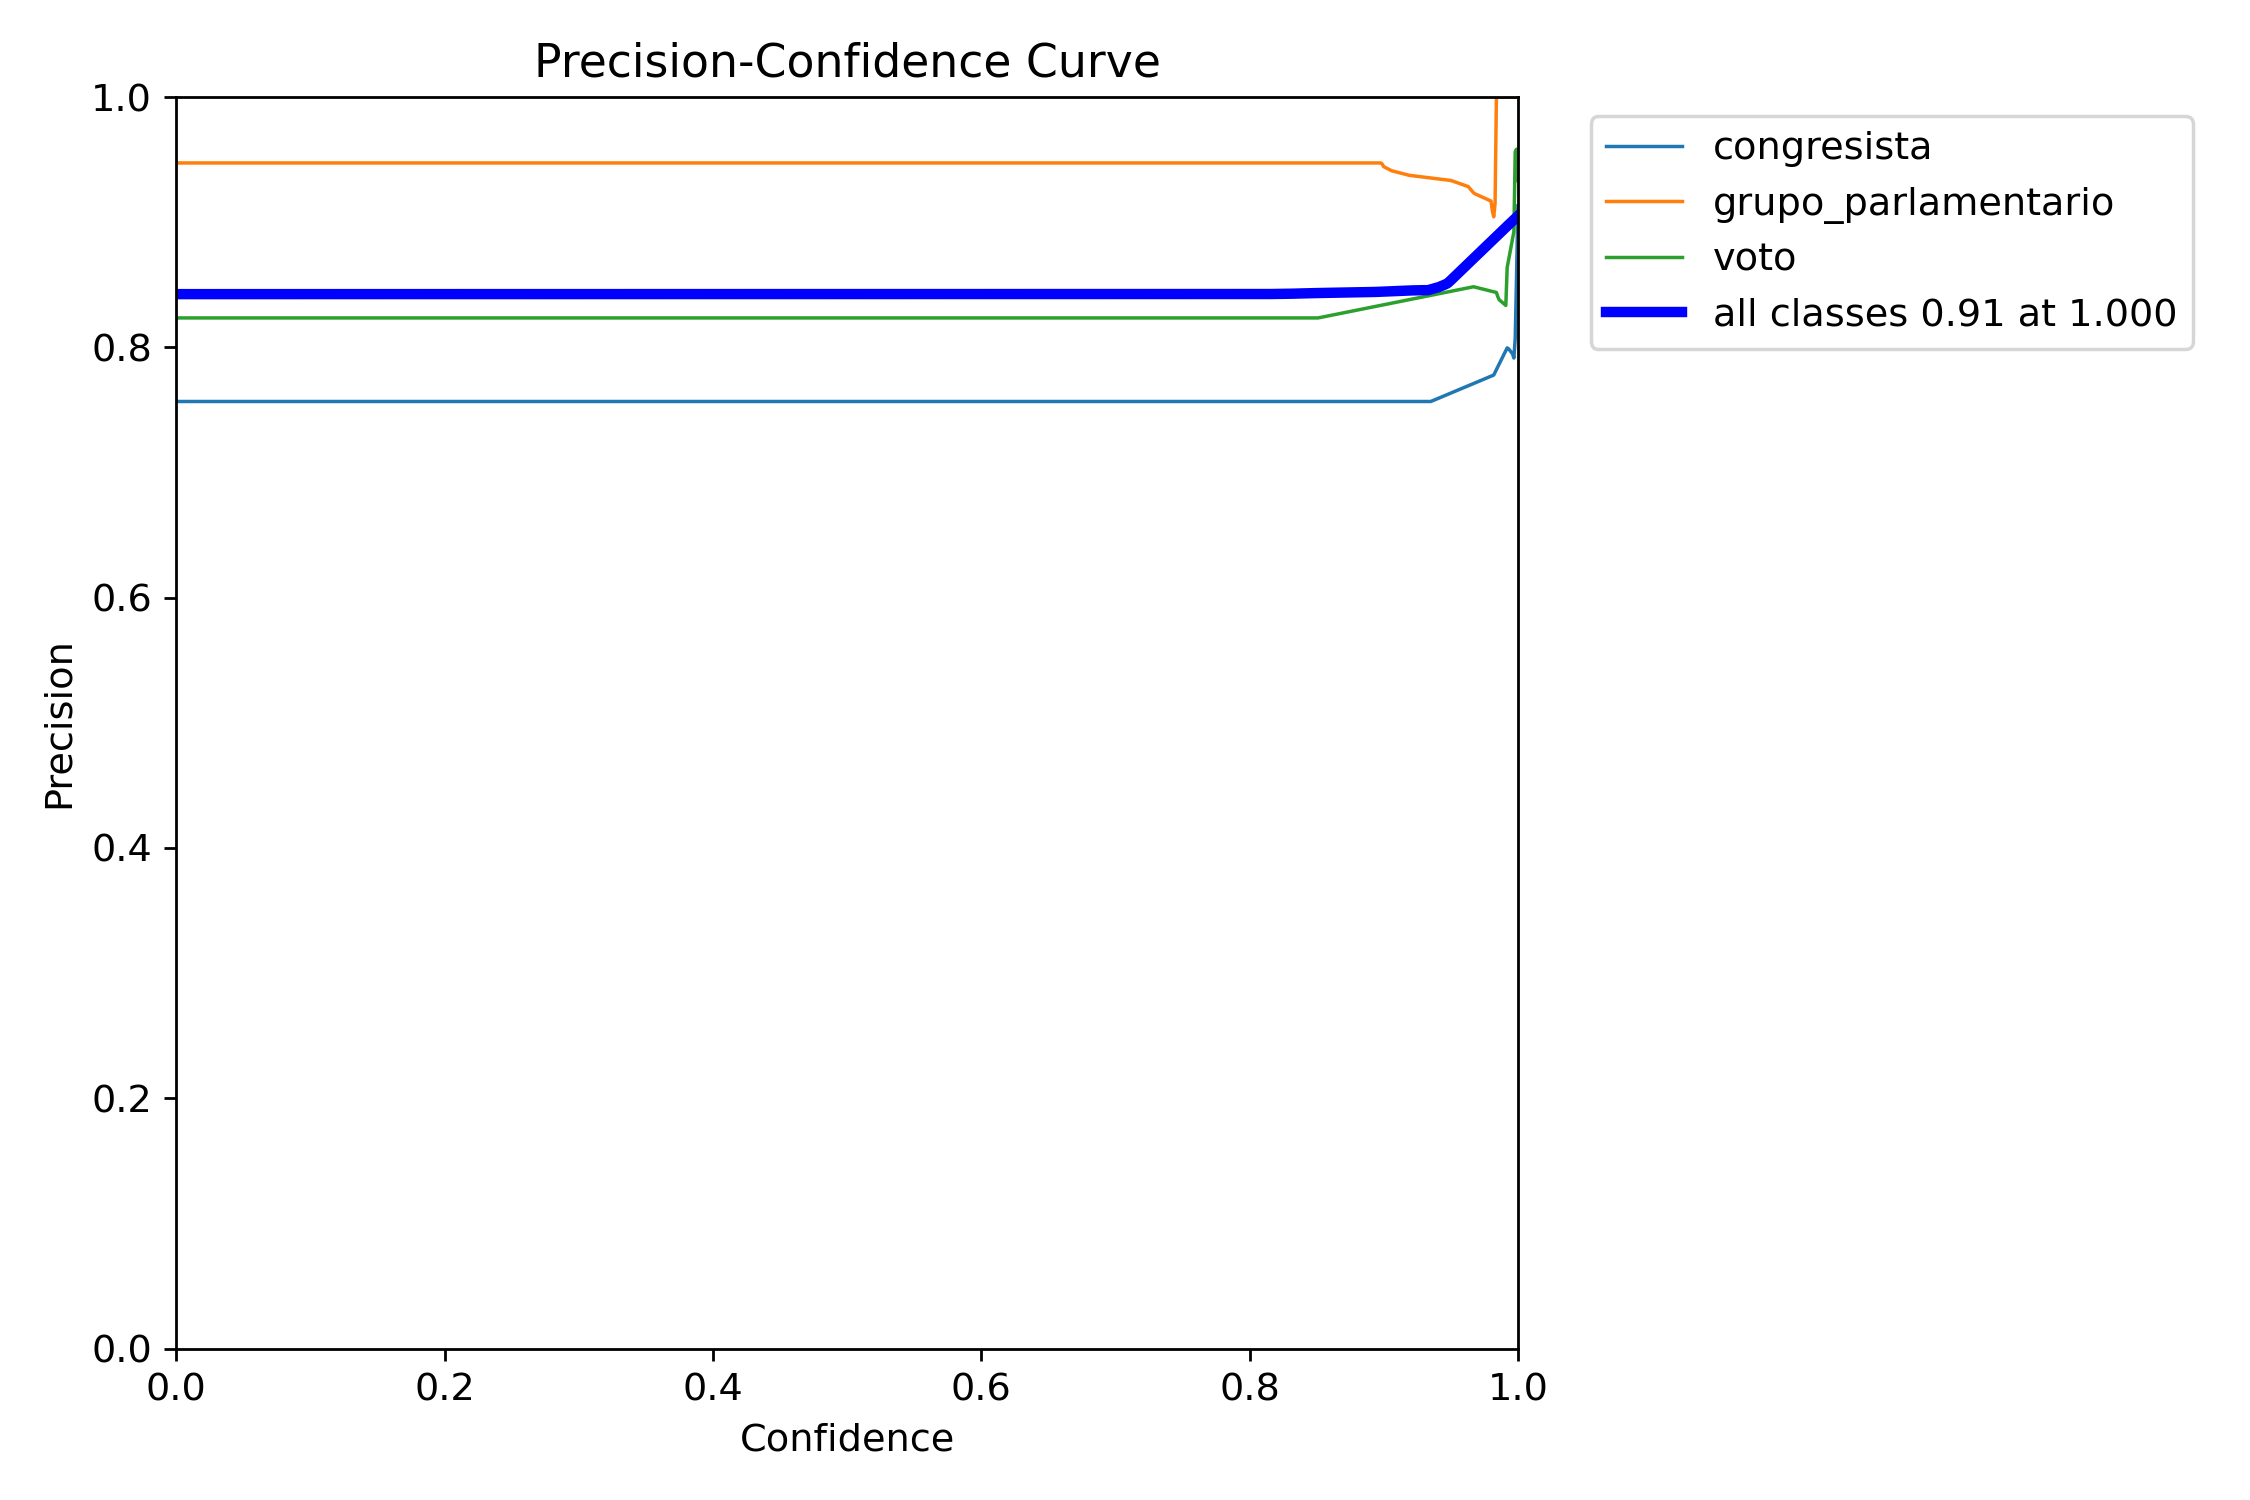 Precision-Confidence Curve
1.0
0.8
0.6
0.4
0.2
0.0
Precision
0.0 0.2 0.4 0.6 0.8 1.0
Confidence
congresista
grupo_parlamentario
voto
all classes 0.91 at 1.000